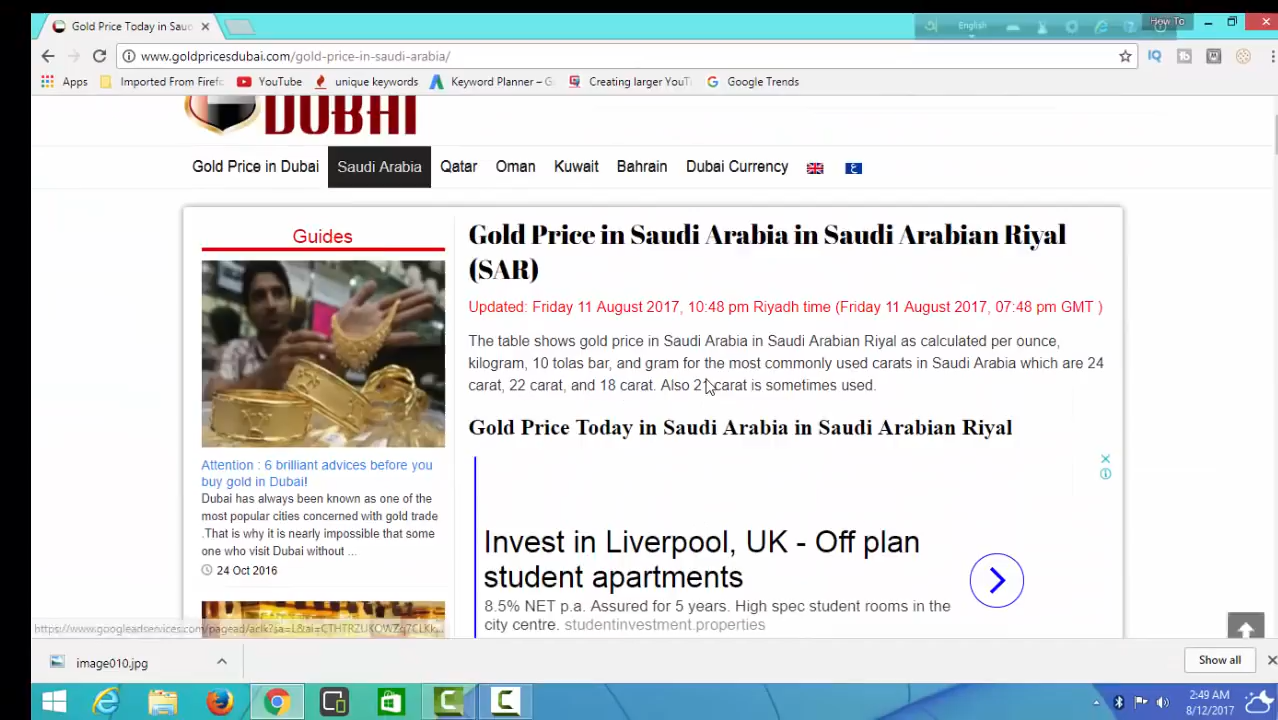 Gold Price Today in Sau
English
How To
www.goldpricesdubai.com/gold-price-in-saudi-arabia/
Apps
Imported From Firef
YouTube
unique keywords
Keyword Planner – G
Creating larger YouT
Google Trends
DUBAI
Gold Price in Dubai
Saudi Arabia
Qatar
Oman
Kuwait
Bahrain
Dubai Currency
Guides
Attention : 6 brilliant advices before you
buy gold in Dubai!
Dubai has always been known as one of the
most popular cities concerned with gold trade
.That is why it is nearly impossible that some
one who visit Dubai without ...
24 Oct 2016
Gold Price in Saudi Arabia in Saudi Arabian Riyal
(SAR)
Updated: Friday 11 August 2017, 10:48 pm Riyadh time (Friday 11 August 2017, 07:48 pm GMT )
The table shows gold price in Saudi Arabia in Saudi Arabian Riyal as calculated per ounce,
kilogram, 10 tolas bar, and gram for the most commonly used carats in Saudi Arabia which are 24
carat, 22 carat, and 18 carat. Also 21 carat is sometimes used.
Gold Price Today in Saudi Arabia in Saudi Arabian Riyal
Invest in Liverpool, UK - Off plan
student apartments
8.5% NET p.a. Assured for 5 years. High spec student rooms in the
city centre. studentinvestment.properties
image010.jpg
Show all
2:49 AM
8/12/2017